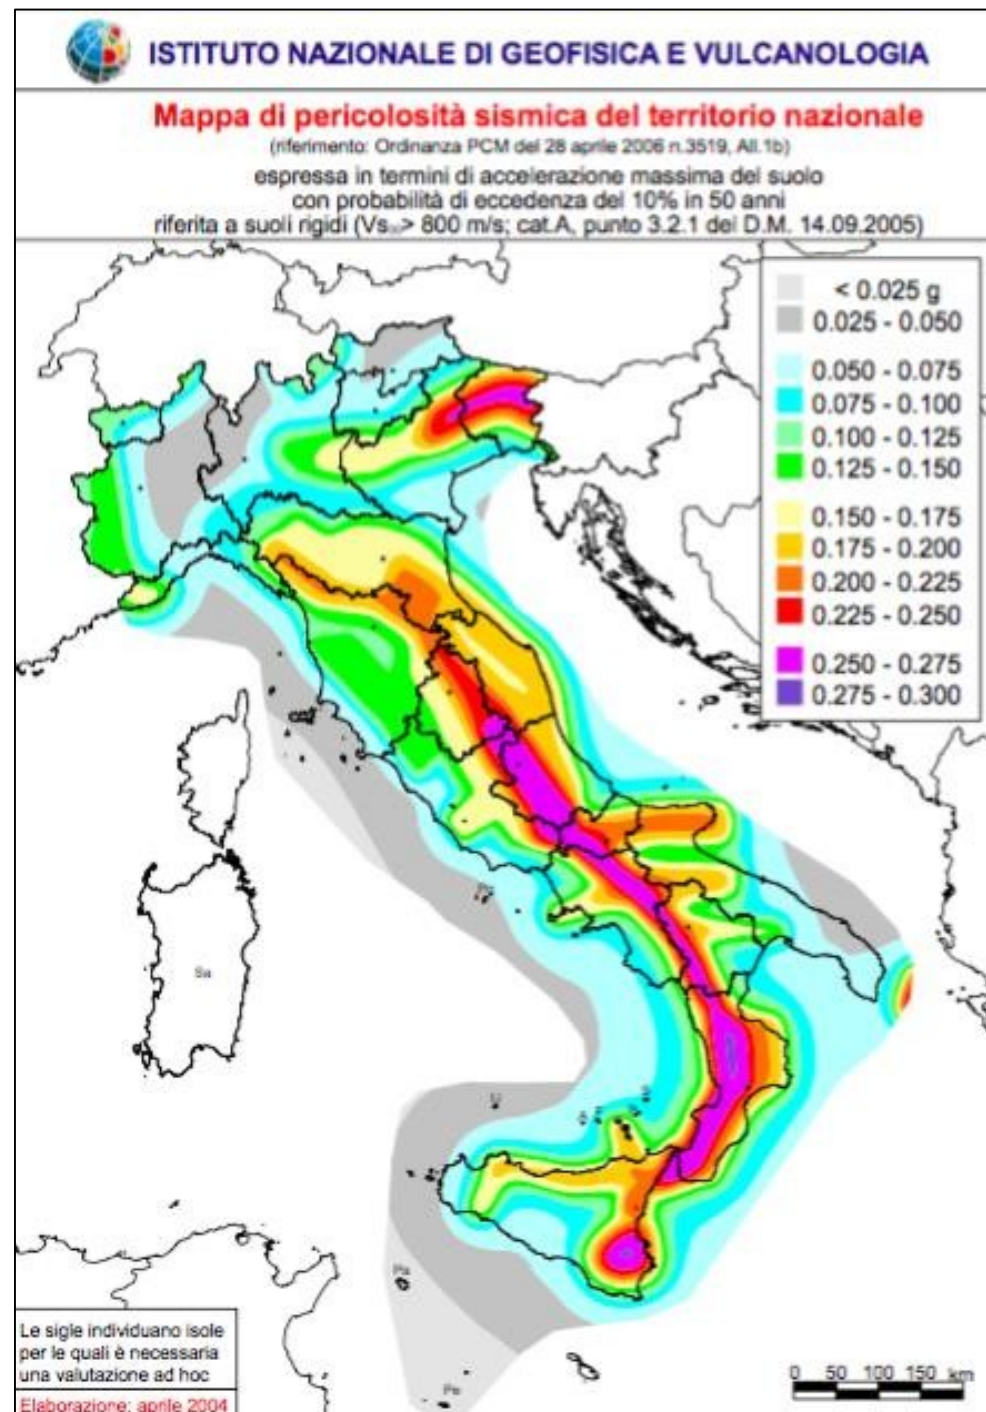 ISTITUTO NAZIONALE DI GEOFISICA E VULCANOLOGIA
Mappa di pericolosità sismica del territorio nazionale
(riferimento: Ordinanza PCM del 28 aprile 2006 n.3519, All.1b)
espressa in termini di accelerazione massima del suolo
con probabilità di eccedenza del 10% in 50 anni
riferita a suoli rigidi (Vs₃₀> 800 m/s; cat.A, punto 3.2.1 del D.M. 14.09.2005)
< 0.025 g
0.025 - 0.050
0.050 - 0.075
0.075 - 0.100
0.100 - 0.125
0.125 - 0.150
0.150 - 0.175
0.175 - 0.200
0.200 - 0.225
0.225 - 0.250
0.250 - 0.275
0.275 - 0.300
Sa
U
Pa
Pe
Le sigle individuano isole
per le quali è necessaria
una valutazione ad hoc
Elaborazione: aprile 2004
0 50 100 150 km